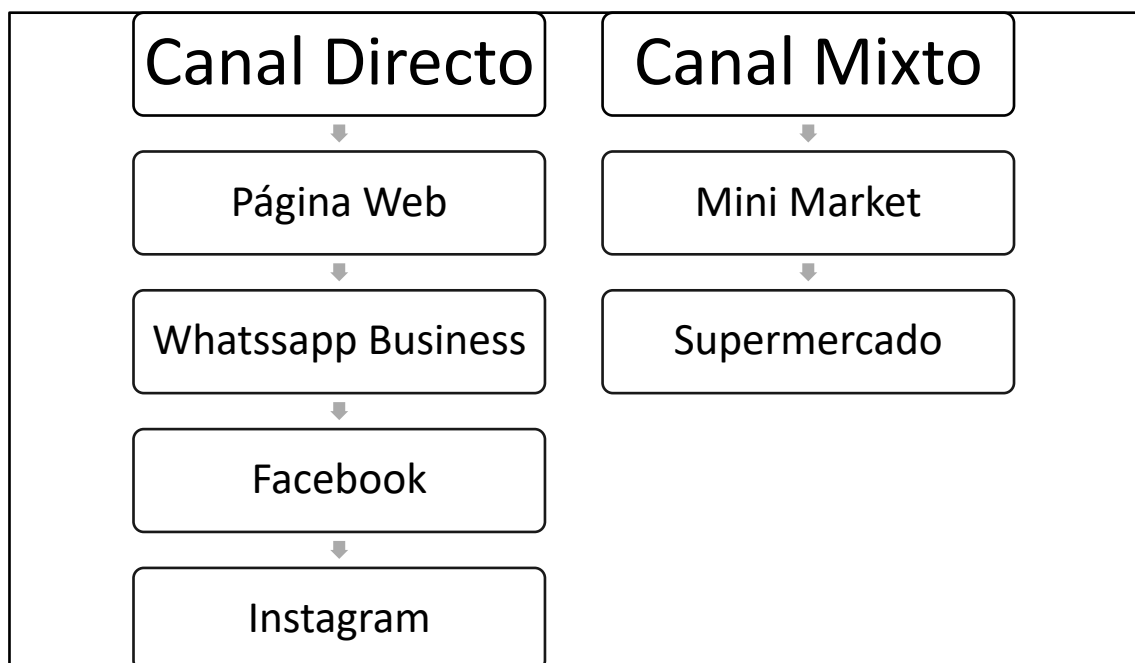 Canal Directo
Página Web
Whatssapp Business
Facebook
Instagram
Canal Mixto
Mini Market
Supermercado